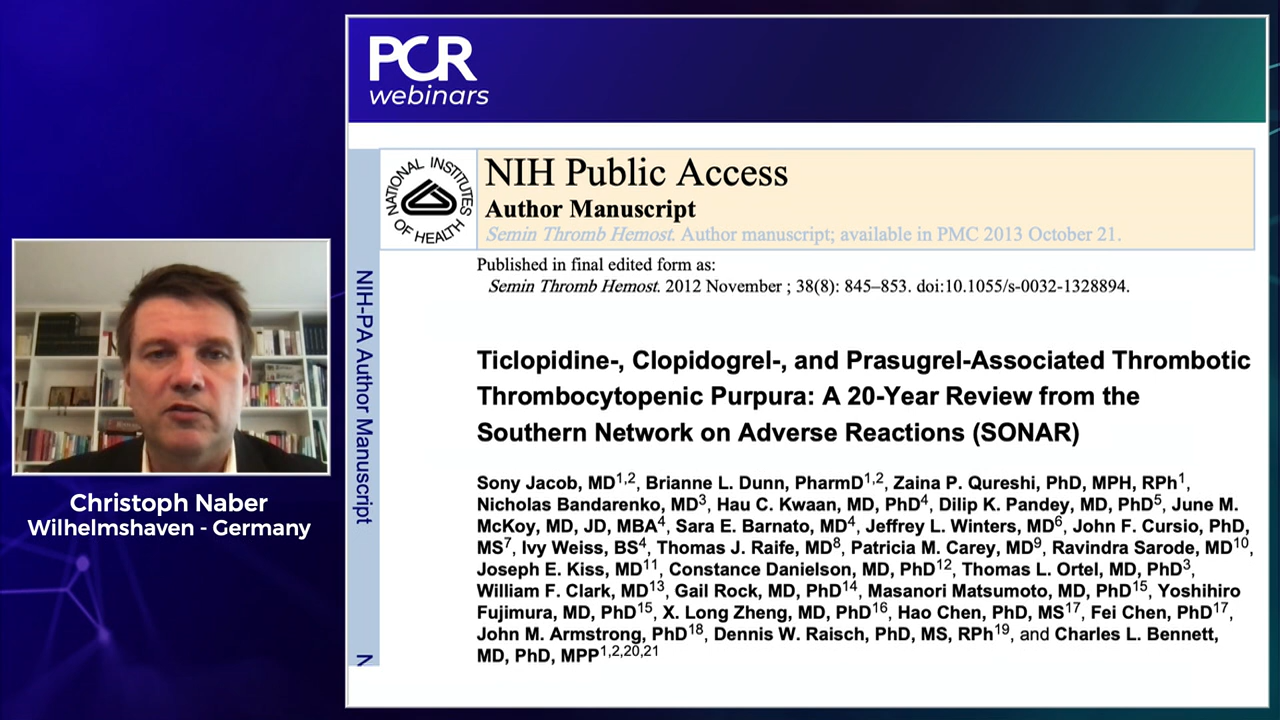 PCR
webinars
NATIONAL INSTITUTES
OF HEALTH
NIH Public Access
Author Manuscript
Semin Thromb Hemost. Author manuscript; available in PMC 2013 October 21.
NIH-PA Author Manuscript
N
Published in final edited form as:
Semin Thromb Hemost. 2012 November ; 38(8): 845–853. doi:10.1055/s-0032-1328894.
Ticlopidine-, Clopidogrel-, and Prasugrel-Associated Thrombotic
Thrombocytopenic Purpura: A 20-Year Review from the
Southern Network on Adverse Reactions (SONAR)
Sony Jacob, MD1,2, Brianne L. Dunn, PharmD1,2, Zaina P. Qureshi, PhD, MPH, RPh1,
Nicholas Bandarenko, MD3, Hau C. Kwaan, MD, PhD4, Dilip K. Pandey, MD, PhD5, June M.
McKoy, MD, JD, MBA4, Sara E. Barnato, MD4, Jeffrey L. Winters, MD6, John F. Cursio, PhD,
MS7, Ivy Weiss, BS4, Thomas J. Raife, MD8, Patricia M. Carey, MD9, Ravindra Sarode, MD10,
Joseph E. Kiss, MD11, Constance Danielson, MD, PhD12, Thomas L. Ortel, MD, PhD3,
William F. Clark, MD13, Gail Rock, MD, PhD14, Masanori Matsumoto, MD, PhD15, Yoshihiro
Fujimura, MD, PhD15, X. Long Zheng, MD, PhD16, Hao Chen, PhD, MS17, Fei Chen, PhD17,
John M. Armstrong, PhD18, Dennis W. Raisch, PhD, MS, RPh19, and Charles L. Bennett,
MD, PhD, MPP1,2,20,21
Christoph Naber
Wilhelmshaven - Germany